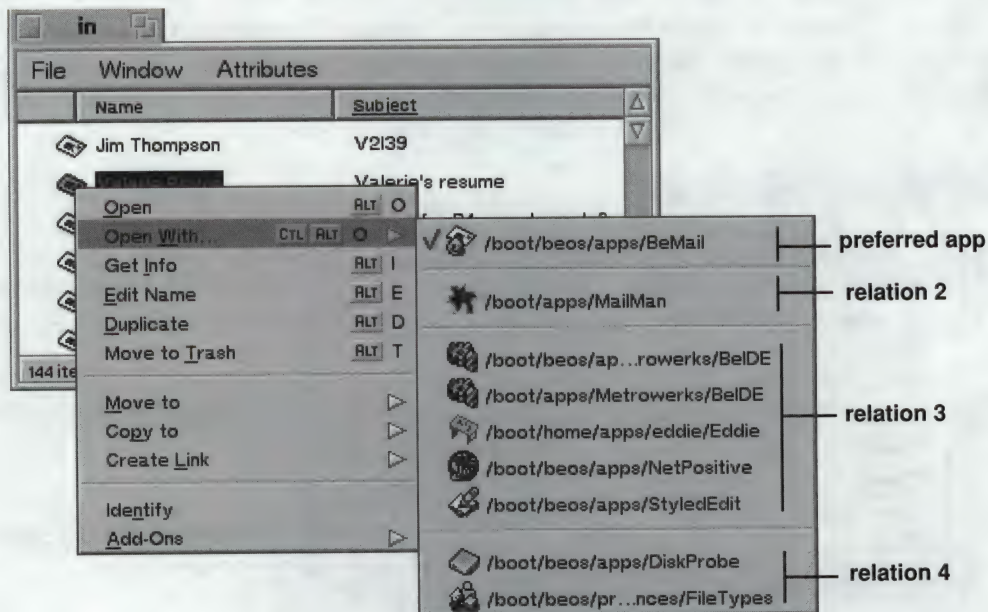 in
File Window Attributes
Name Subject
Jim Thompson V2I39
Valerie's resume
Open ALT O
Open With... CTL ALT O
Get Info ALT I
Edit Name ALT E
Duplicate ALT D
Move to Trash ALT T
144 ite
Move to
Copy to
Create Link
Identify
Add-Ons
/boot/beos/apps/BeMail
preferred app
/boot/apps/MailMan
relation 2
/boot/beos/ap...rowerks/BeIDE
/boot/apps/Metrowerks/BeIDE
/boot/home/apps/eddie/Eddie
/boot/beos/apps/NetPositive
/boot/beos/apps/StyledEdit
relation 3
/boot/beos/apps/DiskProbe
/boot/beos/pr...nces/FileTypes
relation 4